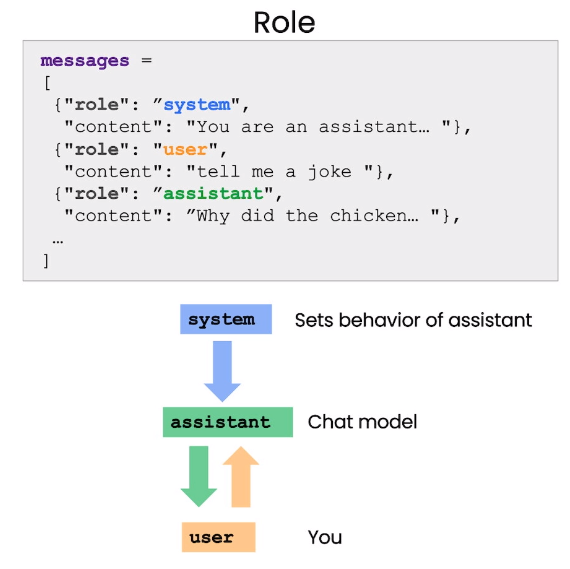 Role
messages =
[
{"role": ”system",
"content": "You are an assistant… "},
{"role": "user",
"content": "tell me a joke "},
{"role": ”assistant",
"content": ”Why did the chicken… "},
…
]
system Sets behavior of assistant
assistant Chat model
user You